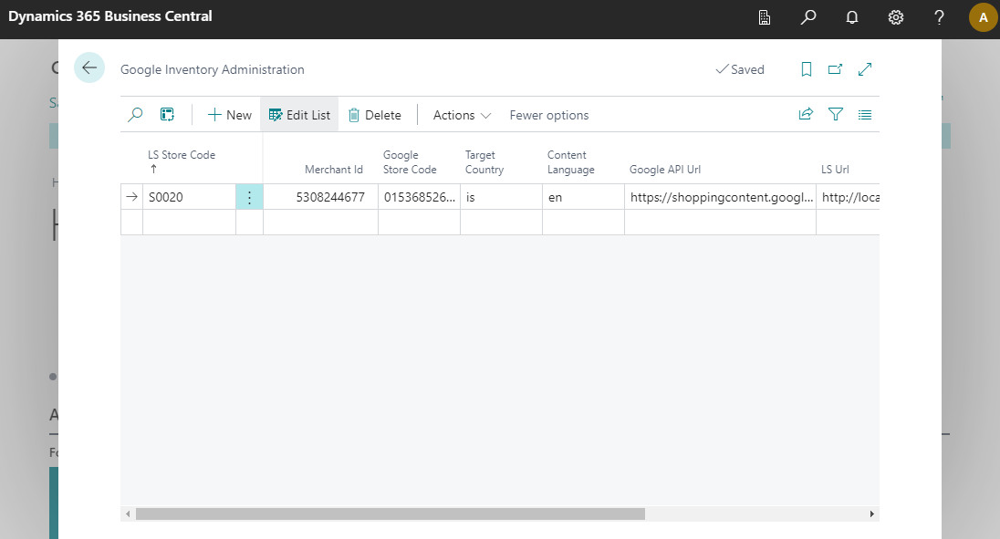 Dynamics 365 Business Central
A
Google Inventory Administration
Saved
New Edit List Delete Actions Fewer options
LS Store Code
Merchant Id
Google
Store Code
Target
Country
Content
Language
Google API Url
LS Url
S0020 5308244677 015368526... is en https://shoppingcontent.googl... http://loca
A